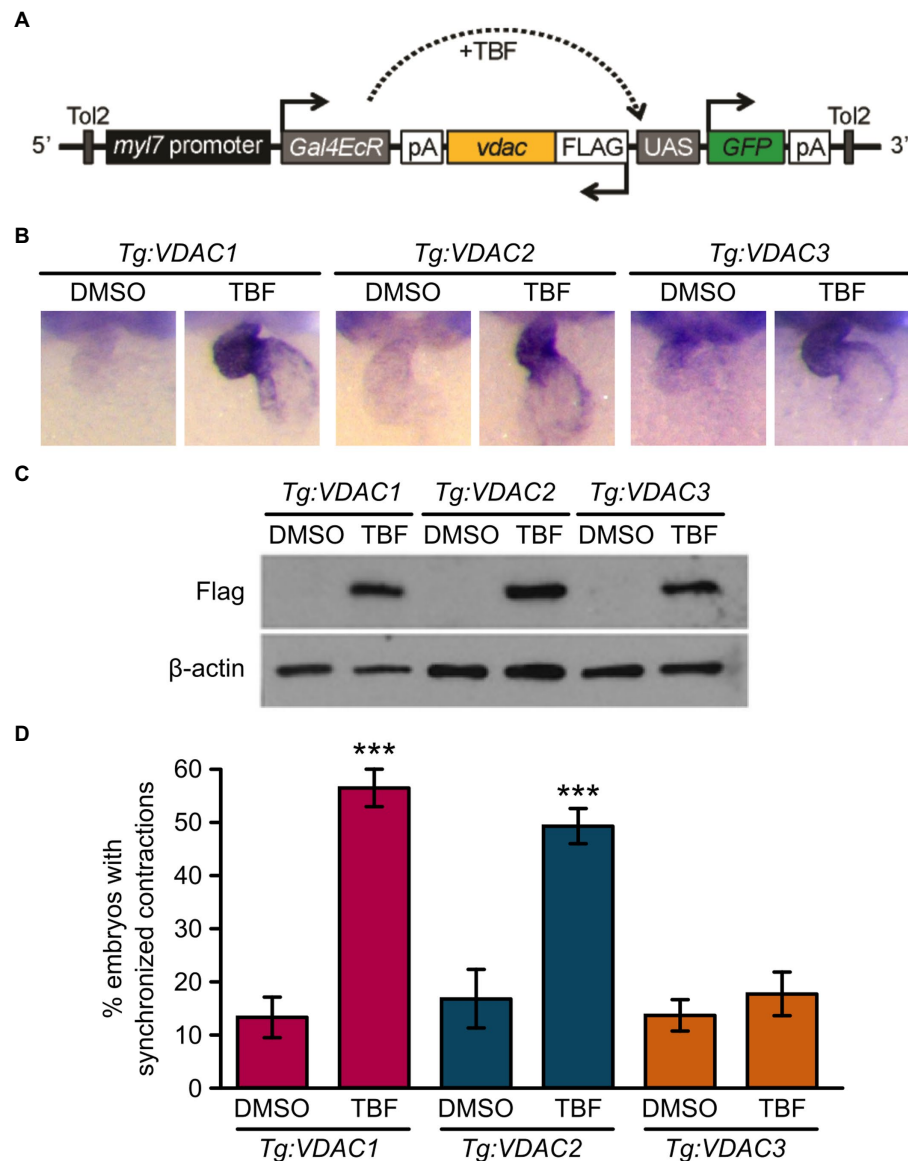 A
+TBF
Tol2
Tol2
5' myl7 promoter Gal4EcR pA vdac FLAG UAS GFP pA 3'
B
Tg:VDAC1 Tg:VDAC2 Tg:VDAC3
DMSO TBF DMSO TBF DMSO TBF
C
Tg:VDAC1 Tg:VDAC2 Tg:VDAC3
DMSO TBF DMSO TBF DMSO TBF
Flag
β-actin
D
% embryos with
synchronized contractions
60
50
40
30
20
10
0
***
***
DMSO TBF DMSO TBF DMSO TBF
Tg:VDAC1 Tg:VDAC2 Tg:VDAC3